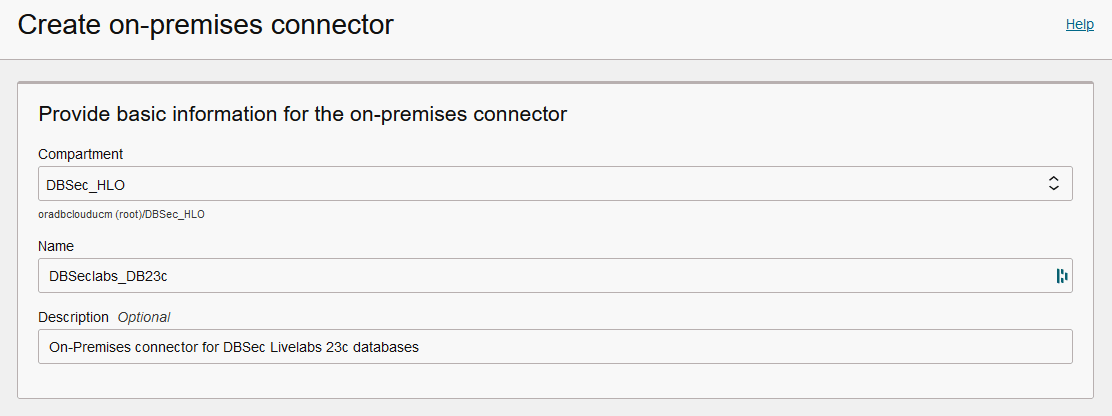 Create on-premises connector
Help
Provide basic information for the on-premises connector
Compartment
DBSec_HLO
oradbclouducm (root)/DBSec_HLO
Name
DBSeclabs_DB23c
Description Optional
On-Premises connector for DBSec Livelabs 23c databases